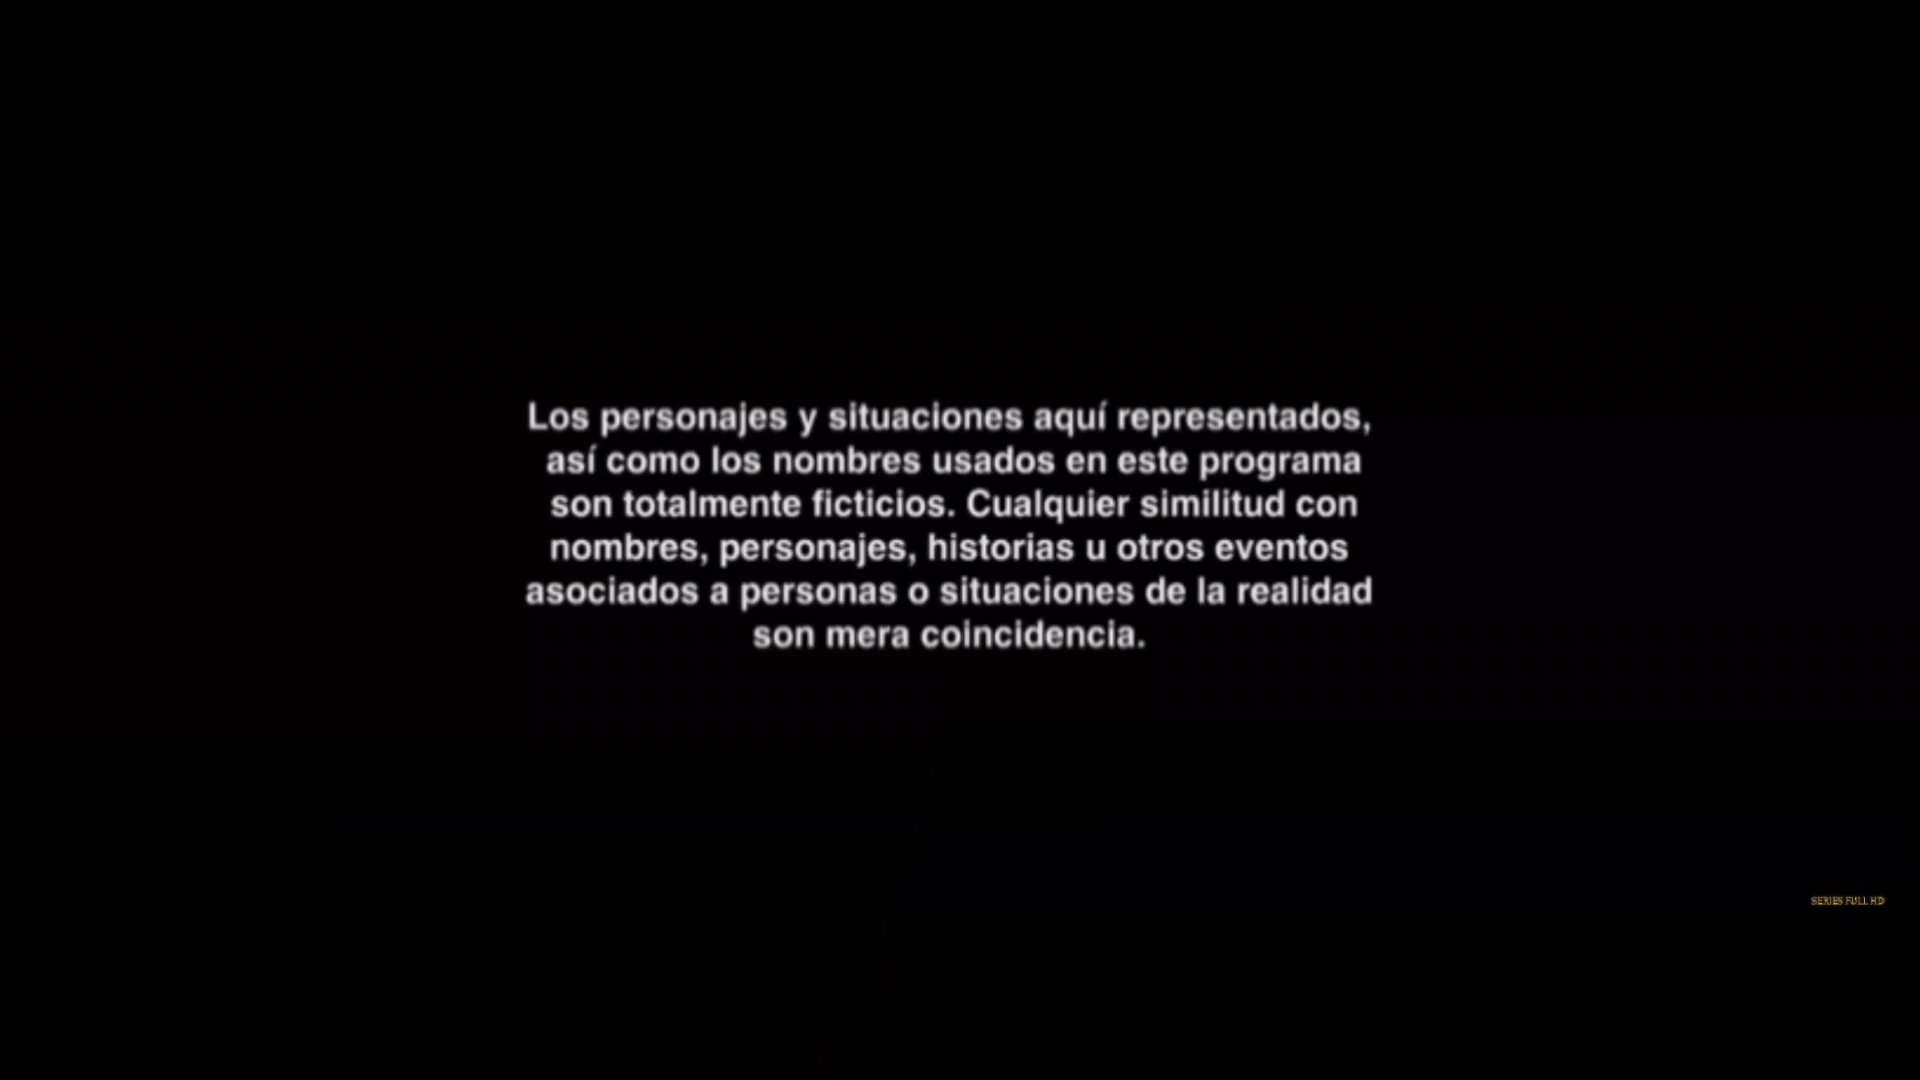 Los personajes y situaciones aquí representados,
así como los nombres usados en este programa
son totalmente ficticios. Cualquier similitud con
nombres, personajes, historias u otros eventos
asociados a personas o situaciones de la realidad
son mera coincidencia.
SERIES FULL HD